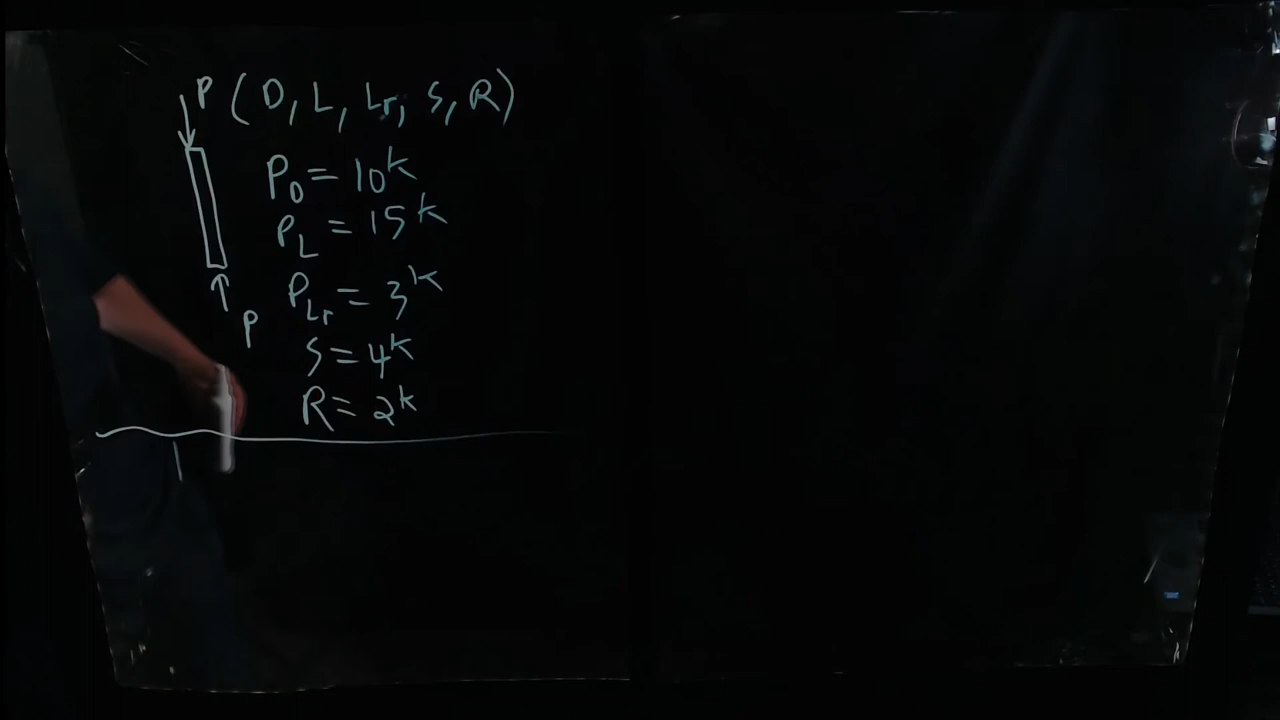 P (D, L, Lr, S, R)
P_D = 10^k
P_L = 15^k
P_Lr = 3^k
P
S = 4^k
R = 2^k